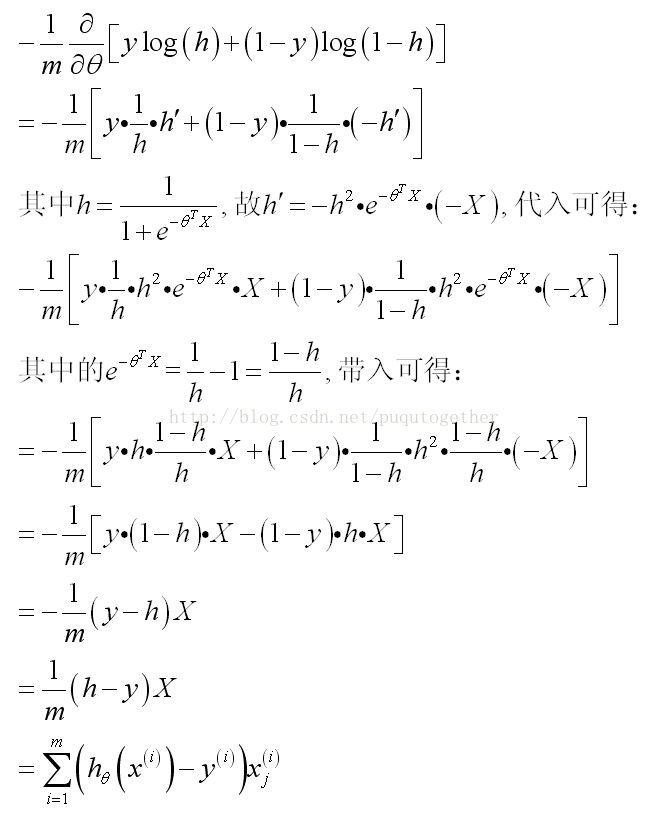 −1/m ∂/∂θ [y log(h)+(1−y)log(1−h)]
=−1/m [y•1/h•h′+(1−y)•1/(1−h)•(−h′)]
其中h=1/(1+e^(−θ^T X)), 故h′=−h²•e^(−θ^T X)•(−X), 代入可得：
−1/m [y•1/h•h²•e^(−θ^T X)•X+(1−y)•1/(1−h)•h²•e^(−θ^T X)•(−X)]
其中的e^(−θ^T X)=1/h−1=(1−h)/h, 带入可得：
http://blog.csdn.net/puqutogether
=−1/m [y•h•(1−h)/h•X+(1−y)•1/(1−h)•h²•(1−h)/h•(−X)]
=−1/m [y•(1−h)•X−(1−y)•h•X]
=−1/m (y−h)X
=1/m (h−y)X
=∑_{i=1}^{m} (h_θ(x^(i))−y^(i))x_j^(i)